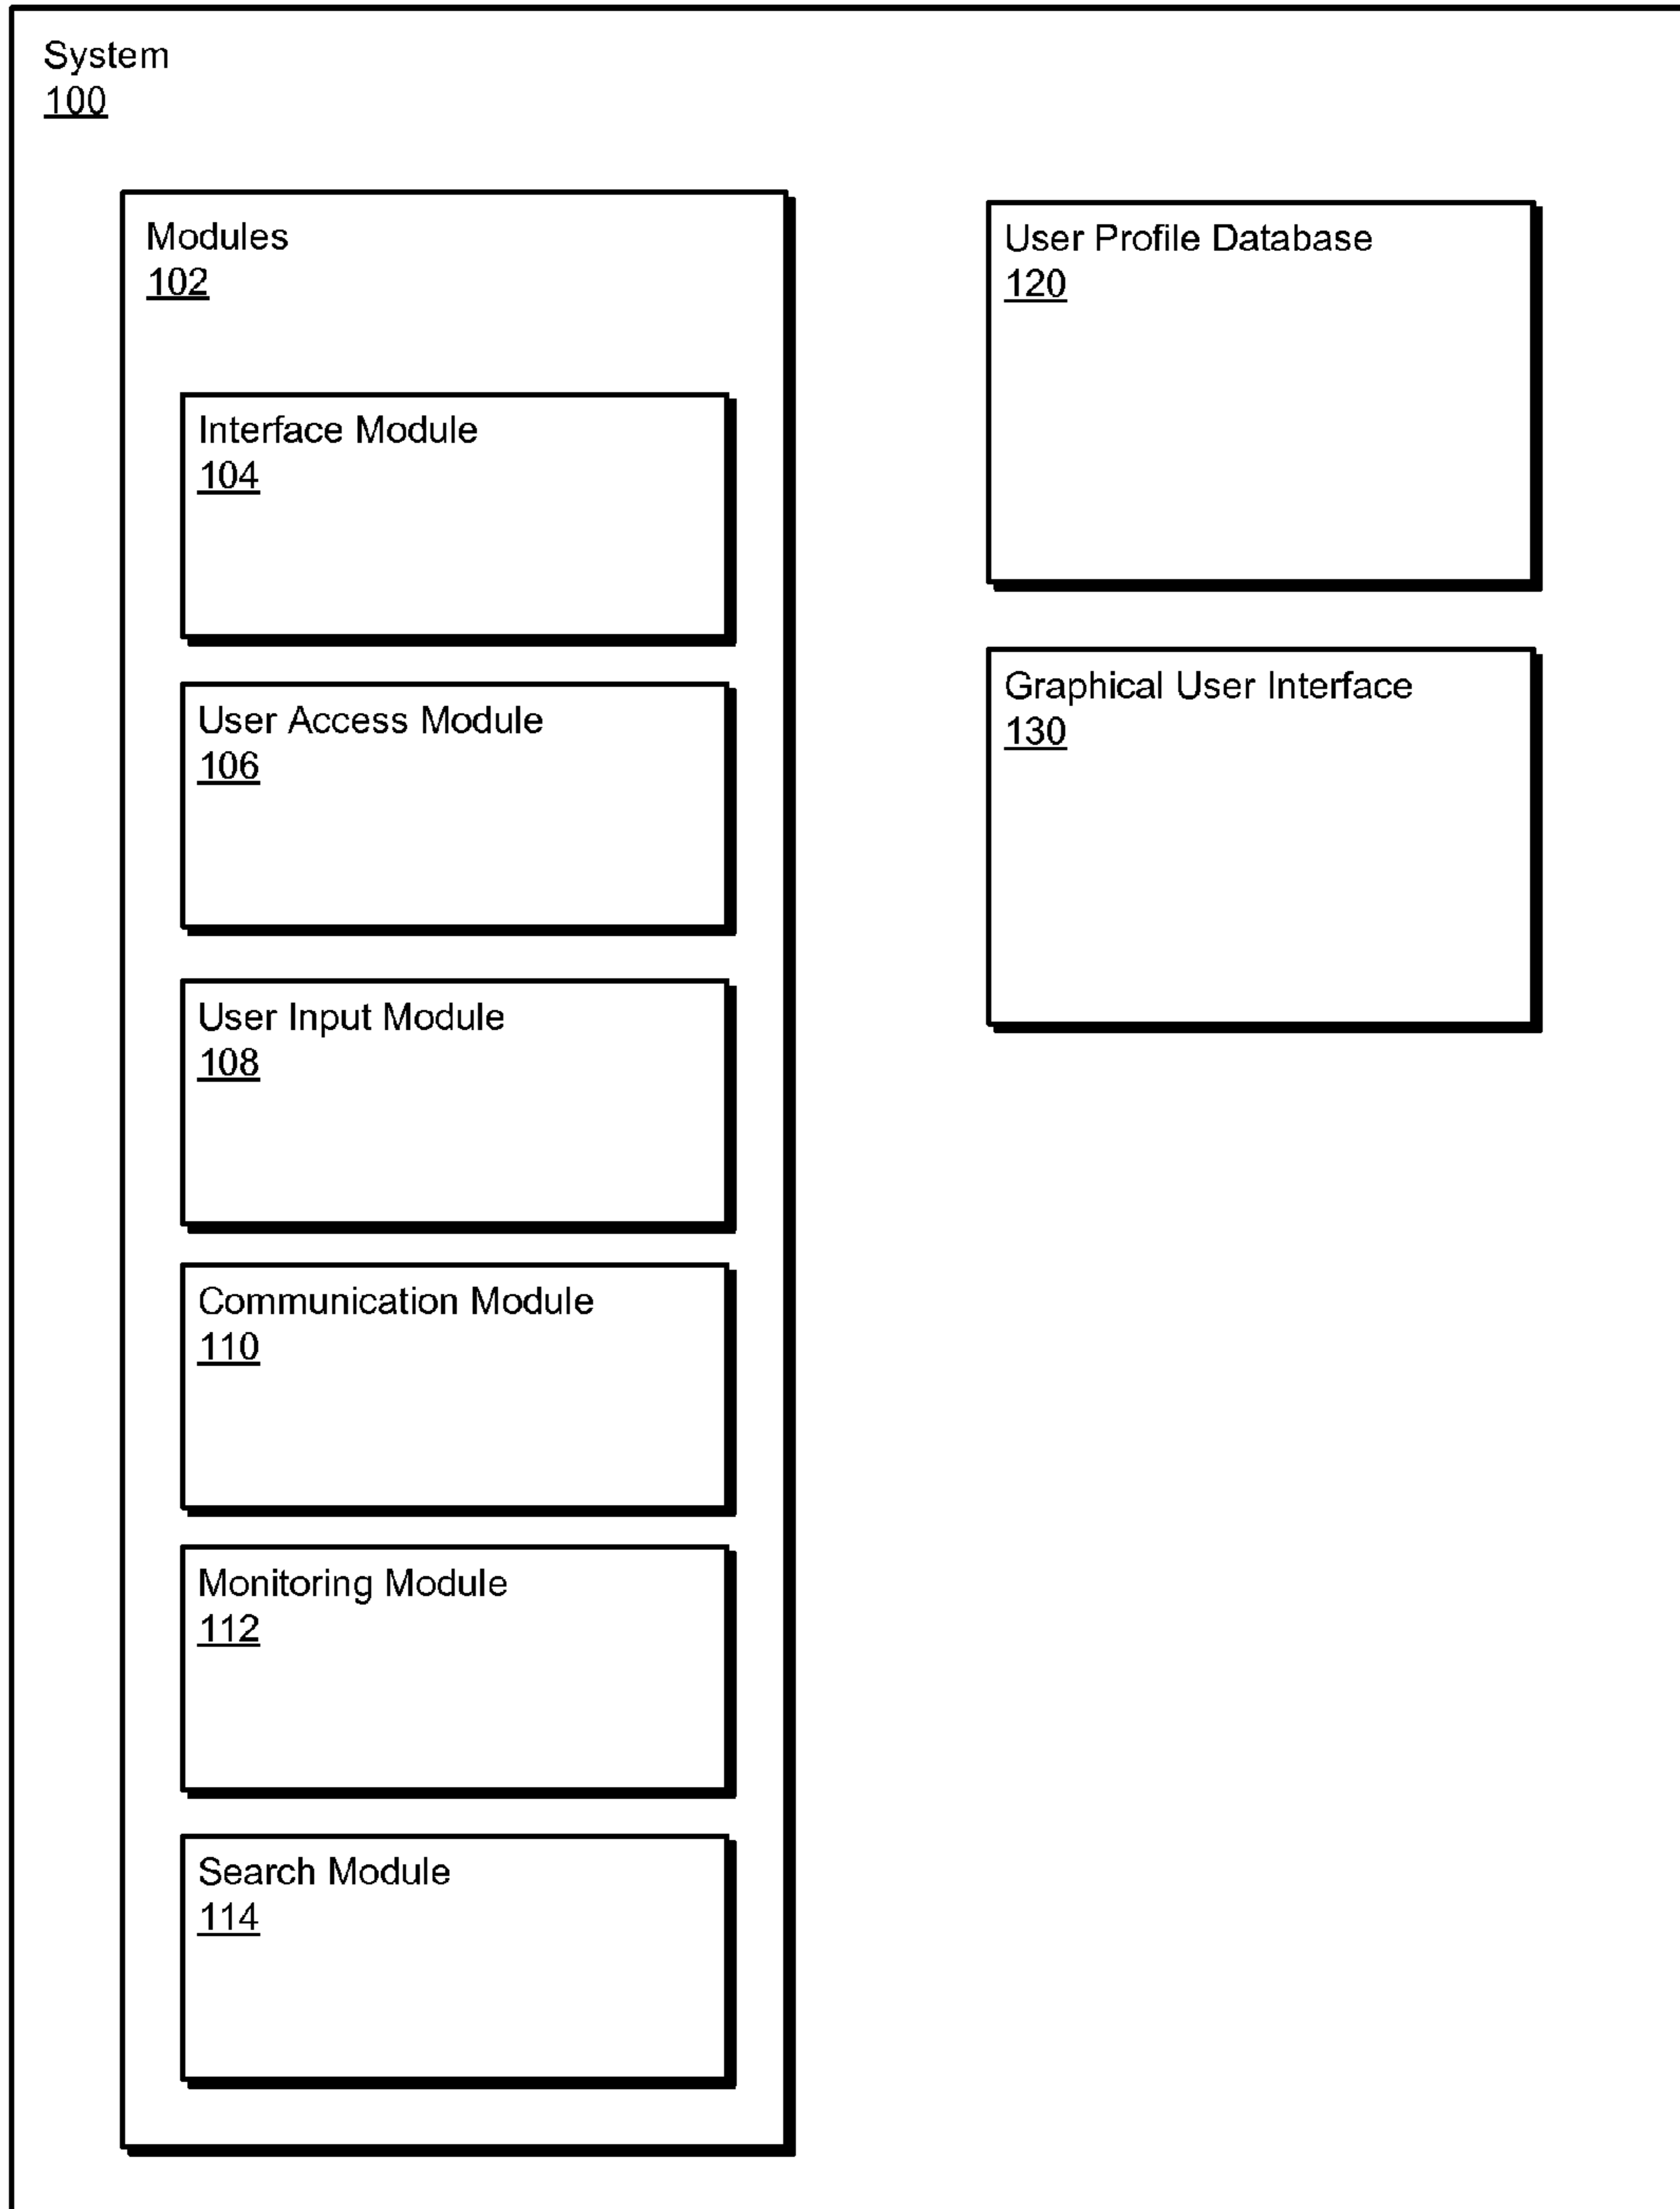 System
100
Modules
102
Interface Module
104
User Access Module
106
User Input Module
108
Communication Module
110
Monitoring Module
112
Search Module
114
User Profile Database
120
Graphical User Interface
130